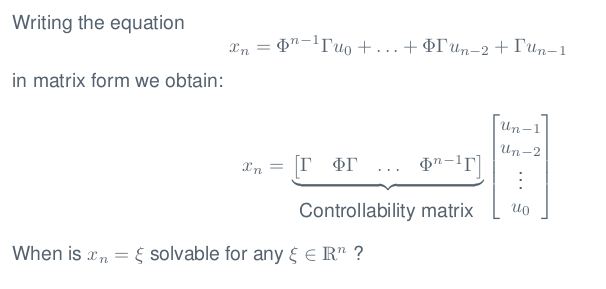 Writing the equation
xₙ = Φⁿ⁻¹Γu₀ + . . . + ΦΓuₙ₋₂ + Γuₙ₋₁
in matrix form we obtain:
xₙ = [Γ ΦΓ . . . Φⁿ⁻¹Γ] [uₙ₋₁ uₙ₋₂ ⋮ u₀]
Controllability matrix
When is xₙ = ξ solvable for any ξ ∈ ℝⁿ ?